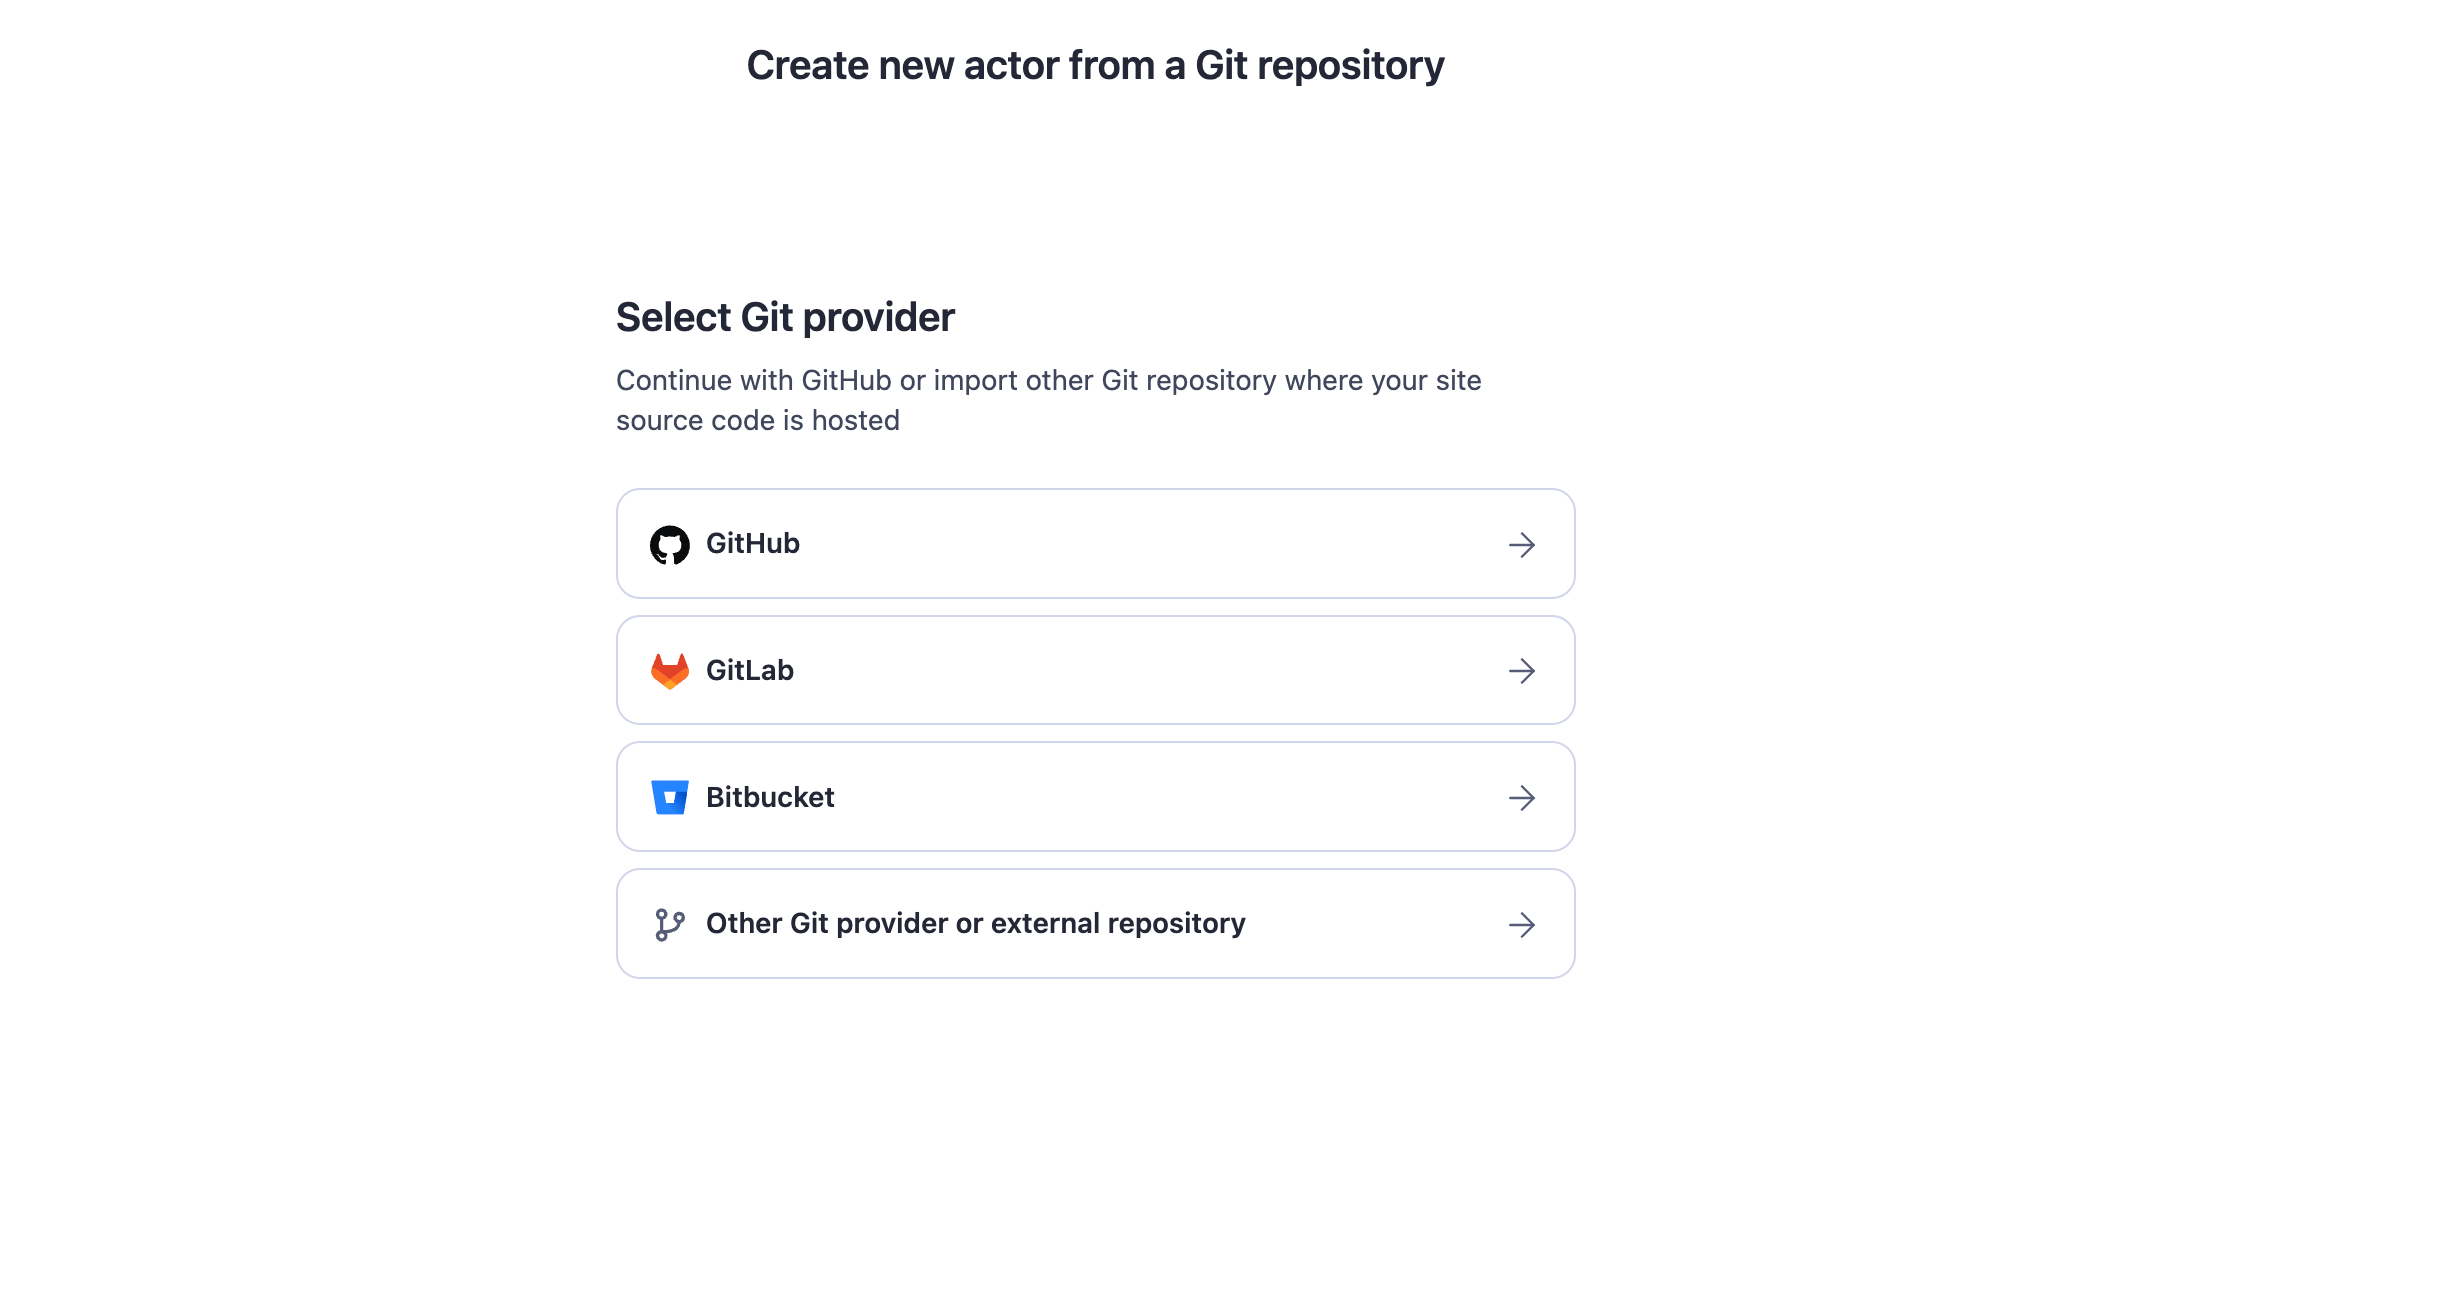 Create new actor from a Git repository
Select Git provider
Continue with GitHub or import other Git repository where your site
source code is hosted
GitHub
GitLab
Bitbucket
Other Git provider or external repository